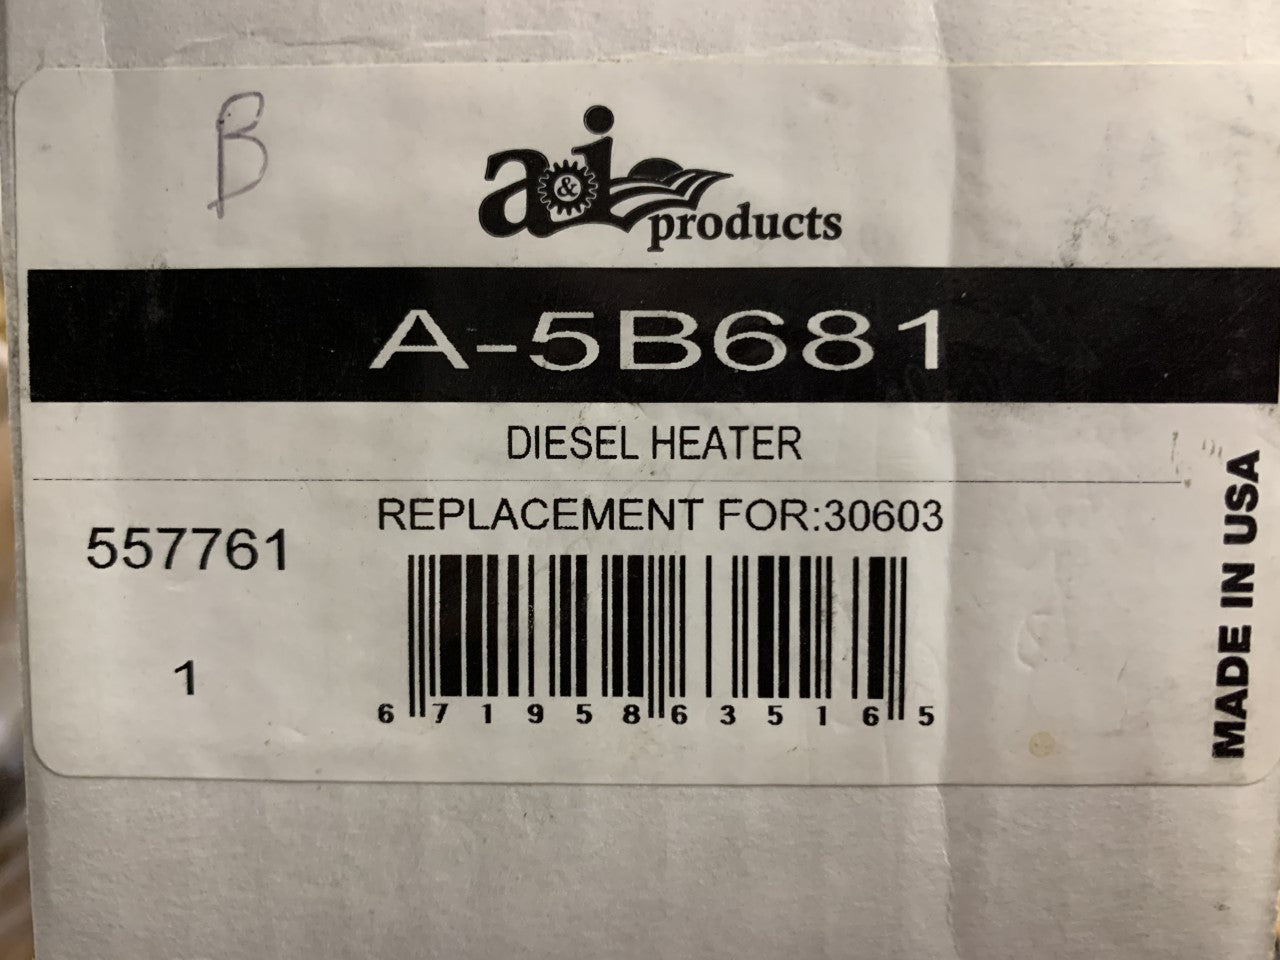 B
a&i products
A-5B681
DIESEL HEATER
REPLACEMENT FOR:30603
557761
1
6 71958 63516 5
MADE IN USA